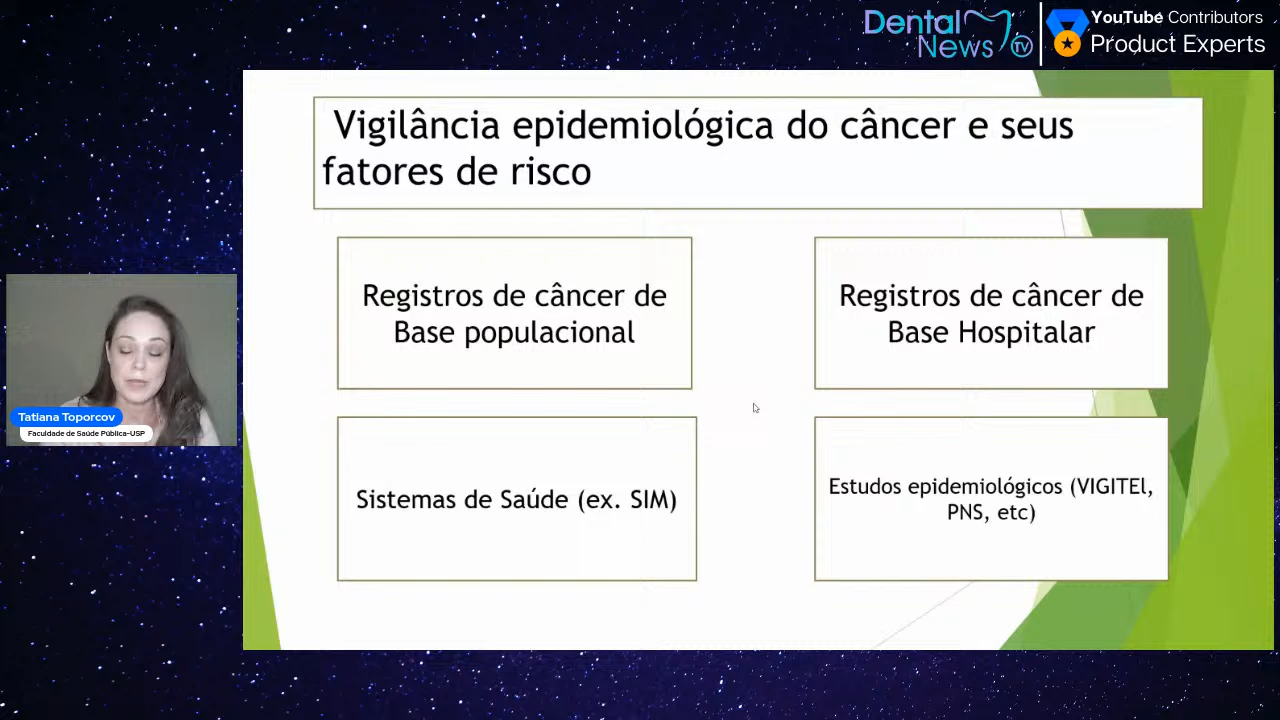 Dental
News TV
YouTube Contributors
Product Experts
Vigilância epidemiológica do câncer e seus
fatores de risco
Registros de câncer de
Base populacional
Registros de câncer de
Base Hospitalar
Tatiana Toporcov
Faculdade de Saúde Pública-USP
Sistemas de Saúde (ex. SIM)
Estudos epidemiológicos (VIGITEl,
PNS, etc)